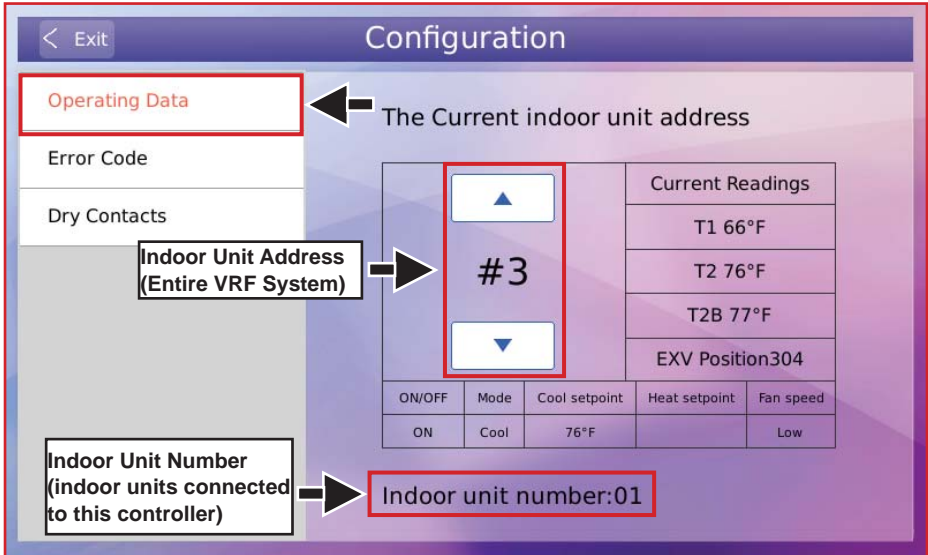 Exit
Configuration
Operating Data
Error Code
Dry Contacts
The Current indoor unit address
Indoor Unit Address
(Entire VRF System)
#3
Current Readings
T1 66°F
T2 76°F
T2B 77°F
EXV Position304
ON/OFF Mode Cool setpoint Heat setpoint Fan speed
ON Cool 76°F Low
Indoor Unit Number
(indoor units connected
to this controller)
Indoor unit number:01